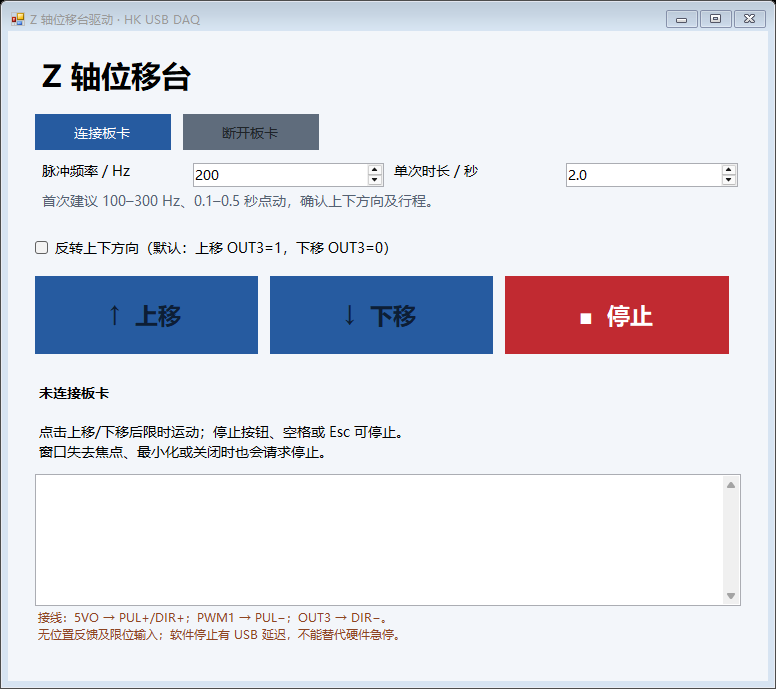 Z 轴位移台驱动 · HK USB DAQ
Z 轴位移台
连接板卡 断开板卡
脉冲频率 / Hz 200 单次时长 / 秒 2.0
首次建议 100–300 Hz、0.1–0.5 秒点动，确认上下方向及行程。
反转上下方向（默认：上移 OUT3=1，下移 OUT3=0）
↑ 上移 ↓ 下移 ■ 停止
未连接板卡
点击上移/下移后限时运动；停止按钮、空格或 Esc 可停止。
窗口失去焦点、最小化或关闭时也会请求停止。
接线：5VO → PUL+/DIR+；PWM1 → PUL−；OUT3 → DIR−。
无位置反馈及限位输入；软件停止有 USB 延迟，不能替代硬件急停。